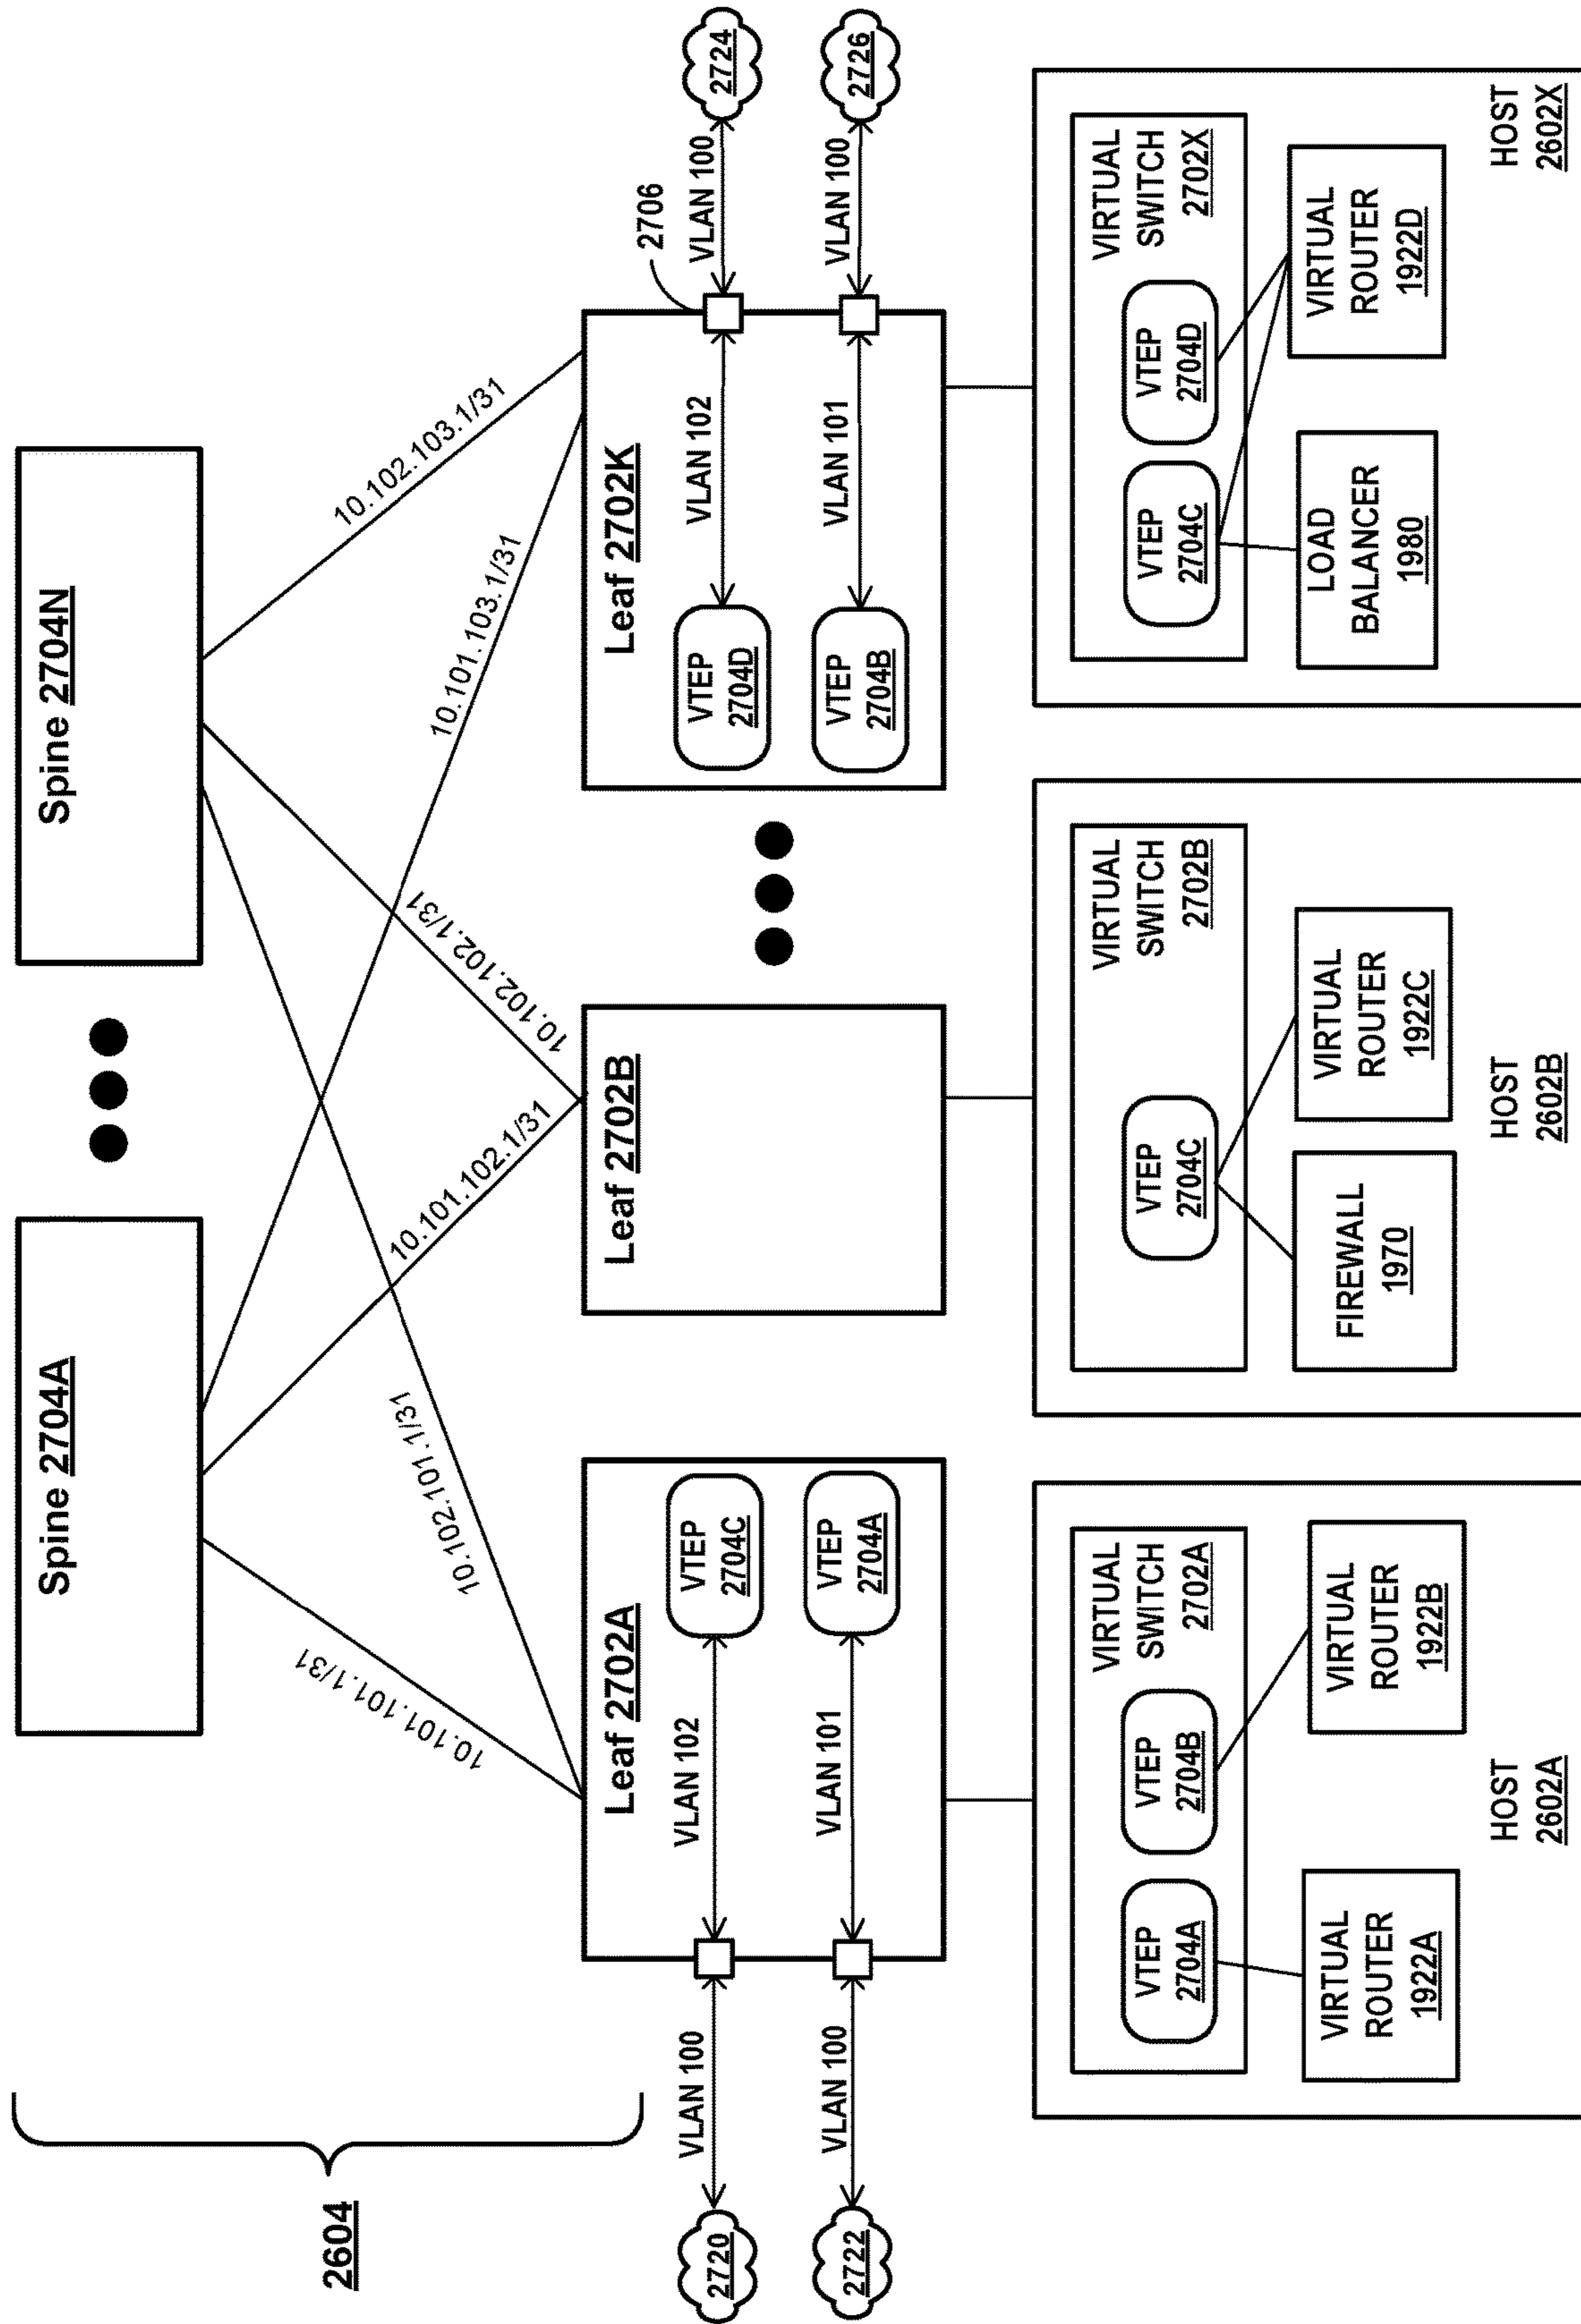 2604
Spine 2704A
Spine 2704N
10.101.101.1/31
10.102.101.1/31
10.101.102.1/31
10.102.102.1/31
10.101.103.1/31
10.102.103.1/31
2706
Leaf 2702A
2720
VLAN 100
VLAN 102
VTEP
2704C
2722
VLAN 100
VLAN 101
VTEP
2704A
Leaf 2702B
Leaf 2702K
VTEP
2704D
VLAN 102
VLAN 100
2724
VTEP
2704B
VLAN 101
VLAN 100
2726
VIRTUAL
SWITCH
2702A
VTEP
2704A
VTEP
2704B
VIRTUAL
ROUTER
1922A
VIRTUAL
ROUTER
1922B
HOST
2602A
VIRTUAL
SWITCH
2702B
VTEP
2704C
FIREWALL
1970
VIRTUAL
ROUTER
1922C
HOST
2602B
VIRTUAL
SWITCH
2702X
VTEP
2704C
VTEP
2704D
LOAD
BALANCER
1980
VIRTUAL
ROUTER
1922D
HOST
2602X